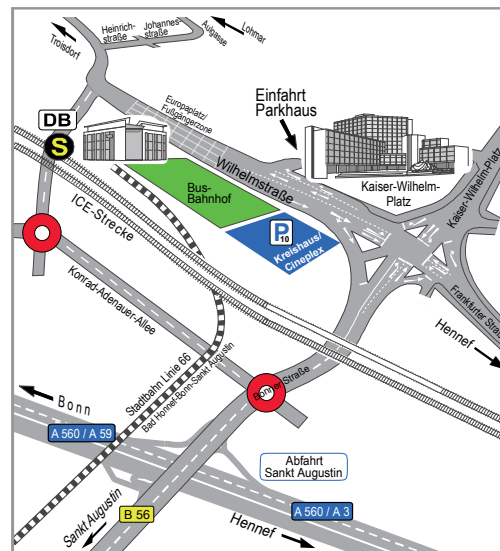 Heinrich-
straße
Johannes-
straße
Aulgasse
Lohmar
Troisdorf
DB
S
Europaplatz/
Fußgängerzone
Einfahrt
Parkhaus
Wilhelmstraße
Kaiser-Wilhelm-
Platz
Kaiser-Wilhelm-Platz
Bus-
Bahnhof
P
10
Kreishaus/
Cineplex
ICE-Strecke
Konrad-Adenauer-Allee
Frankfurter Straße
Hennef
Stadtbahn Linie 66
Bad Honnef-Bonn-Sankt Augustin
Bonner Straße
Bonn
A 560 / A 59
Abfahrt
Sankt Augustin
A 560 / A 3
B 56
Sankt Augustin
Hennef